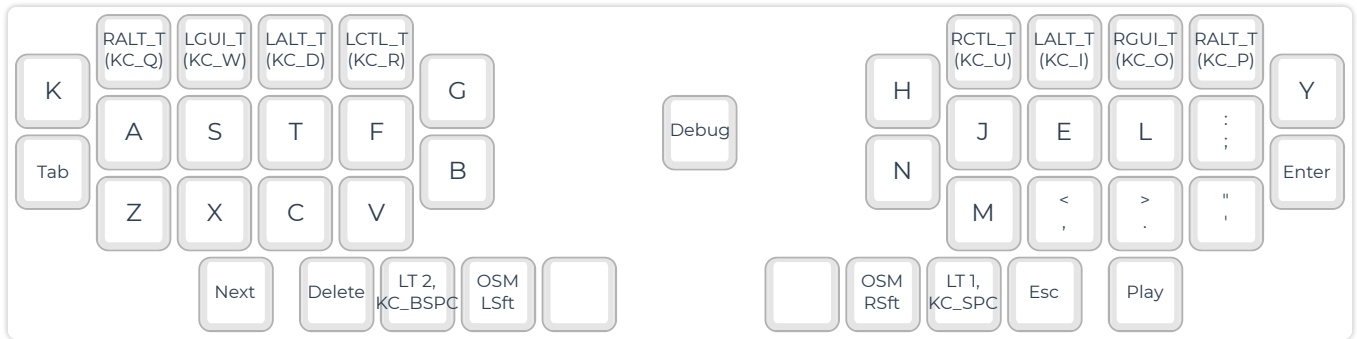 RALT_T LGUI_T LALT_T LCTL_T
(KC_Q) (KC_W) (KC_D) (KC_R)
RCTL_T LALT_T RGUI_T RALT_T
(KC_U) (KC_I) (KC_O) (KC_P)
K G H Y
A S T F Debug J E L :
;
Tab B N Enter
Z X C V M < > "
, . '
Next Delete LT 2,
KC_BSPC
OSM
LSft
OSM
RSft
LT 1,
KC_SPC
Esc Play